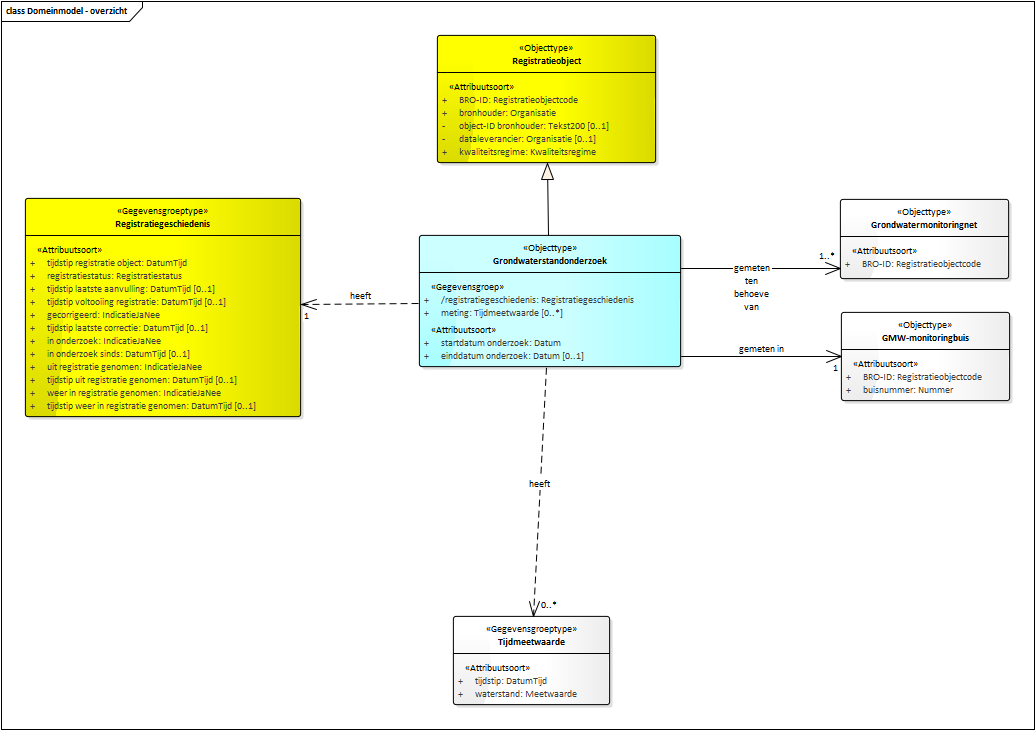 class Domeinmodel - overzicht
«Objecttype»
Registratieobject
«Attribuutsoort»
+ BRO-ID: Registratieobjectcode
+ bronhouder: Organisatie
- object-ID bronhouder: Tekst200 [0..1]
- dataleverancier: Organisatie [0..1]
+ kwaliteitsregime: Kwaliteitsregime
«Gegevensgroeptype»
Registratiegeschiedenis
«Attribuutsoort»
+ tijdstip registratie object: DatumTijd
+ registratiestatus: Registratiestatus
+ tijdstip laatste aanvulling: DatumTijd [0..1]
+ tijdstip voltooiing registratie: DatumTijd [0..1]
+ gecorrigeerd: IndicatieJaNee
+ tijdstip laatste correctie: DatumTijd [0..1]
+ in onderzoek: IndicatieJaNee
+ in onderzoek sinds: DatumTijd [0..1]
+ uit registratie genomen: IndicatieJaNee
+ tijdstip uit registratie genomen: DatumTijd [0..1]
+ weer in registratie genomen: IndicatieJaNee
+ tijdstip weer in registratie genomen: DatumTijd [0..1]
heeft
1
«Objecttype»
Grondwaterstandonderzoek
«Gegevensgroep»
+ /registratiegeschiedenis: Registratiegeschiedenis
+ meting: Tijdmeetwaarde [0..*]
«Attribuutsoort»
+ startdatum onderzoek: Datum
+ einddatum onderzoek: Datum [0..1]
gemeten
ten
behoeve
van
1..*
«Objecttype»
Grondwatermonitoringnet
«Attribuutsoort»
+ BRO-ID: Registratieobjectcode
gemeten in
1
«Objecttype»
GMW-monitoringbuis
«Attribuutsoort»
+ BRO-ID: Registratieobjectcode
+ buisnummer: Nummer
heeft
0..*
«Gegevensgroeptype»
Tijdmeetwaarde
«Attribuutsoort»
+ tijdstip: DatumTijd
+ waterstand: Meetwaarde